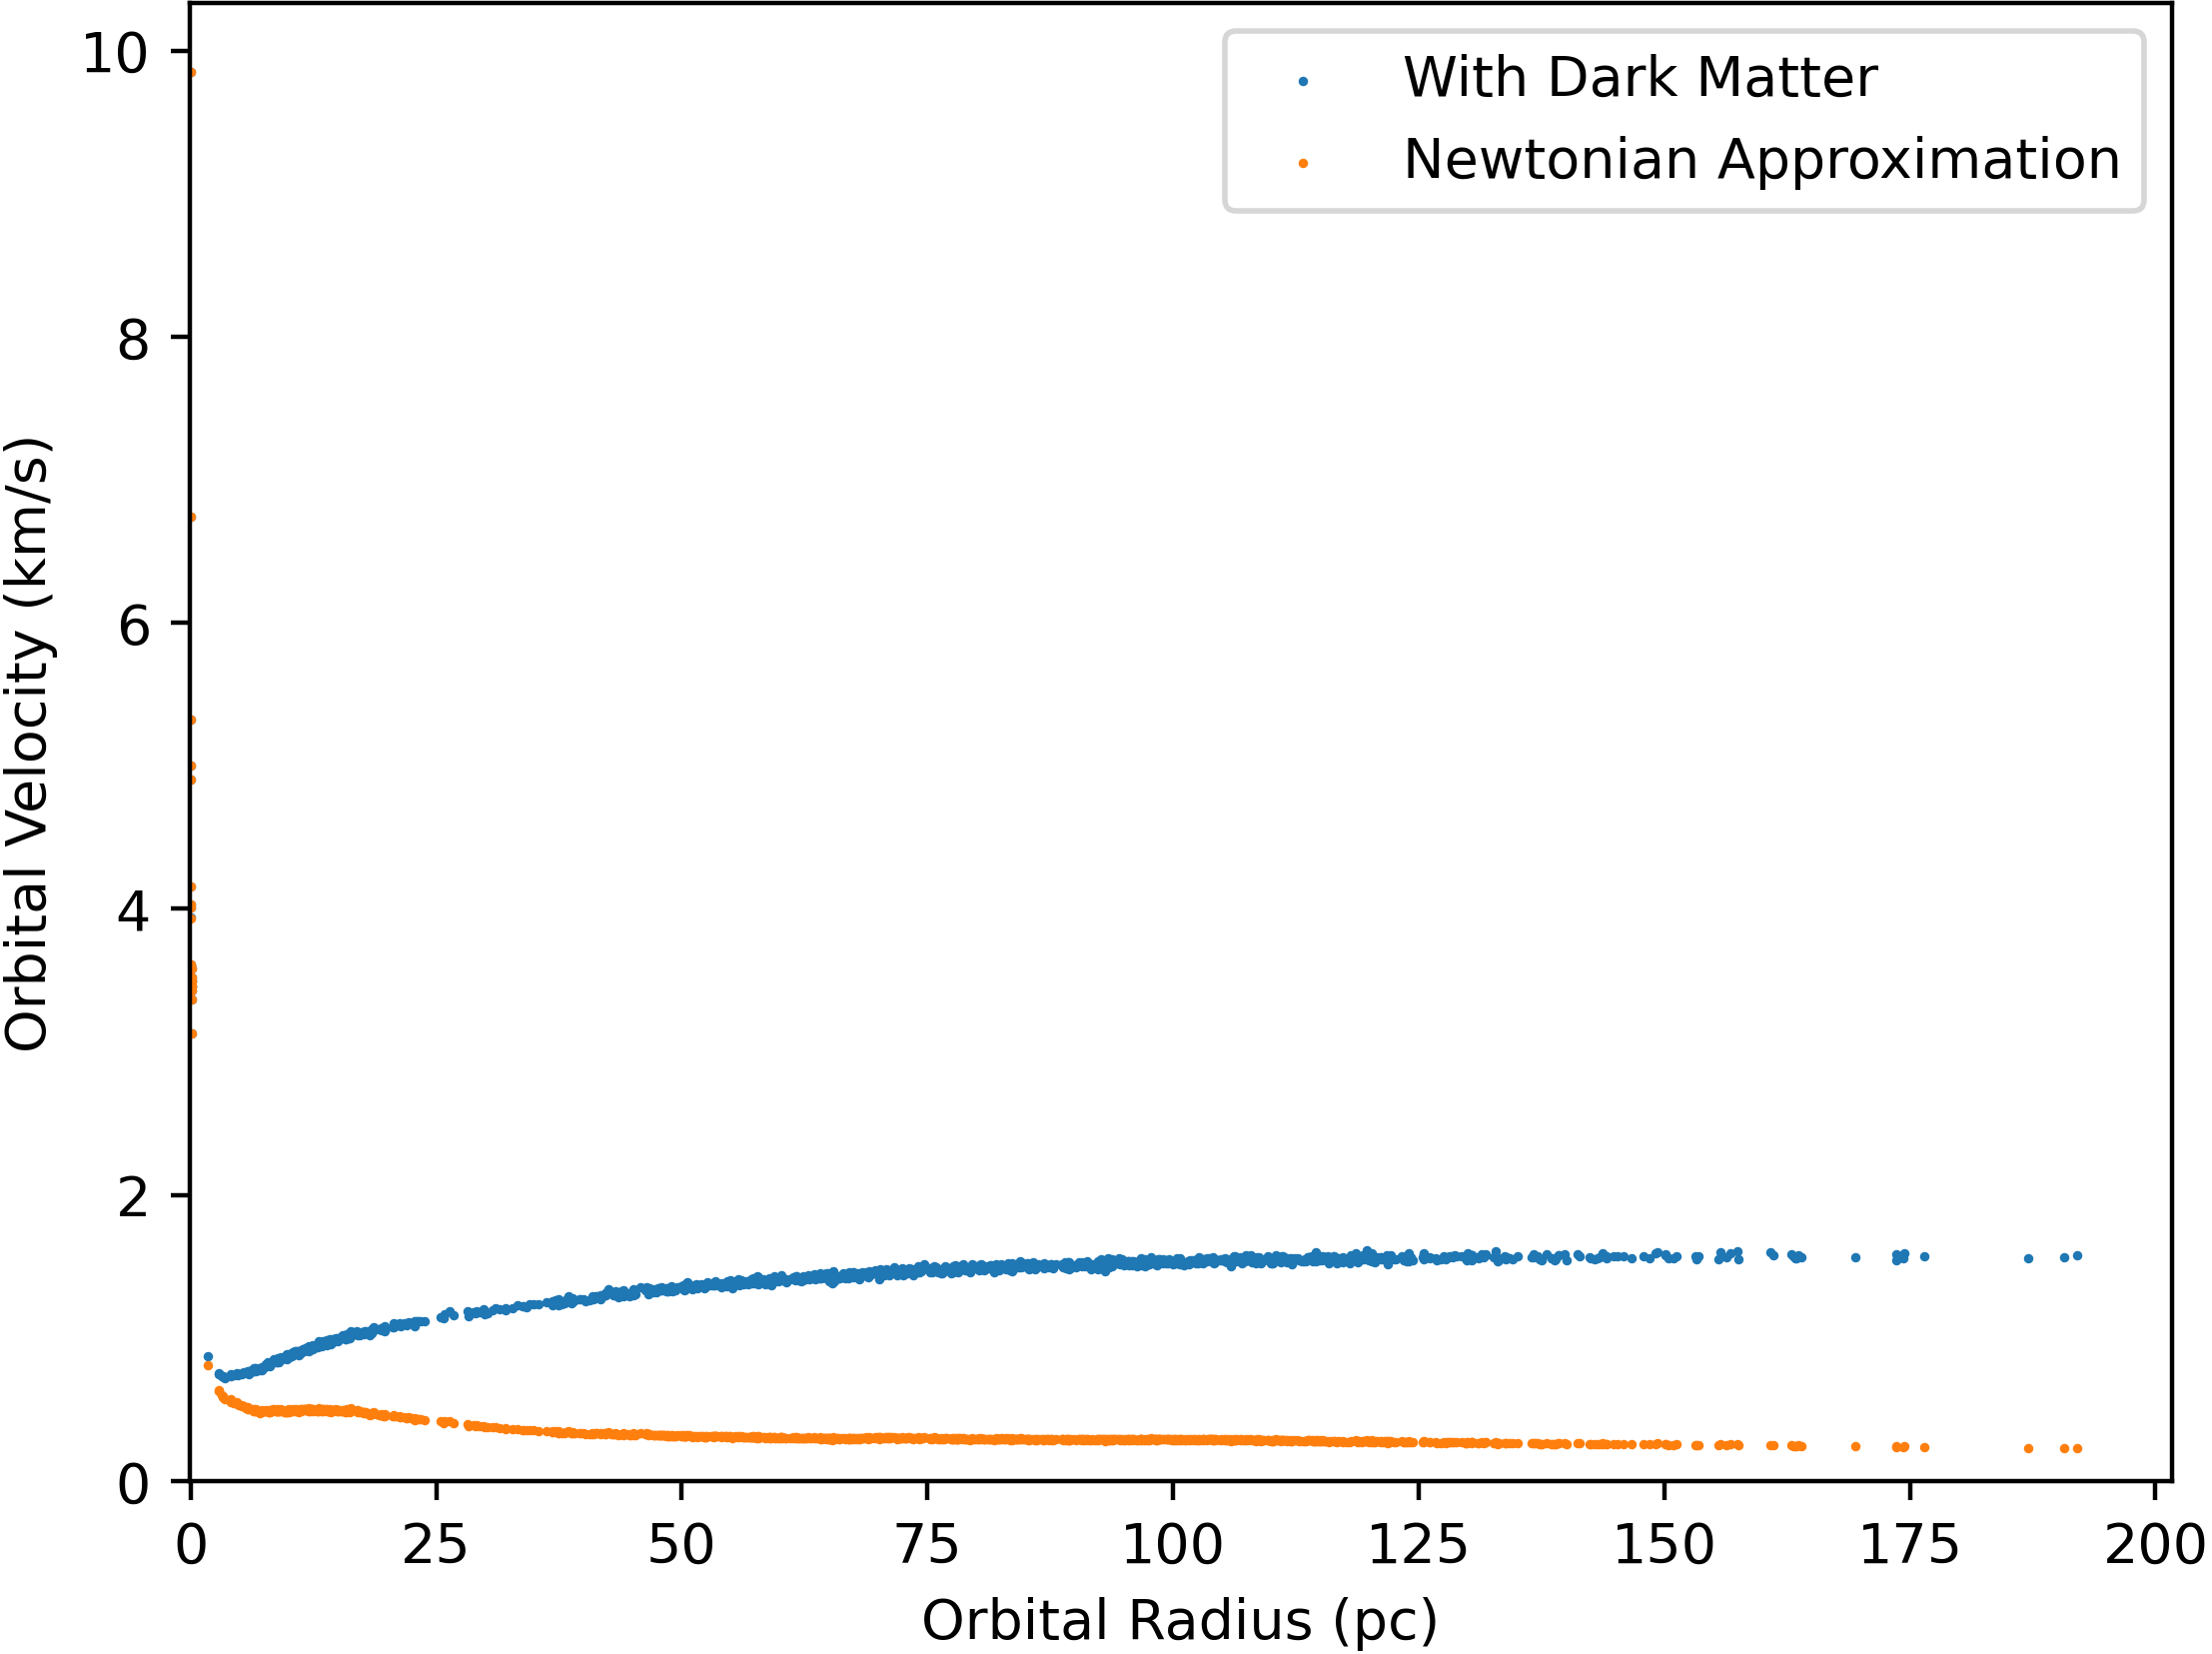 With Dark Matter
Newtonian Approximation
Orbital Velocity (km/s)
10
8
6
4
2
0
0 25 50 75 100 125 150 175 200
Orbital Radius (pc)